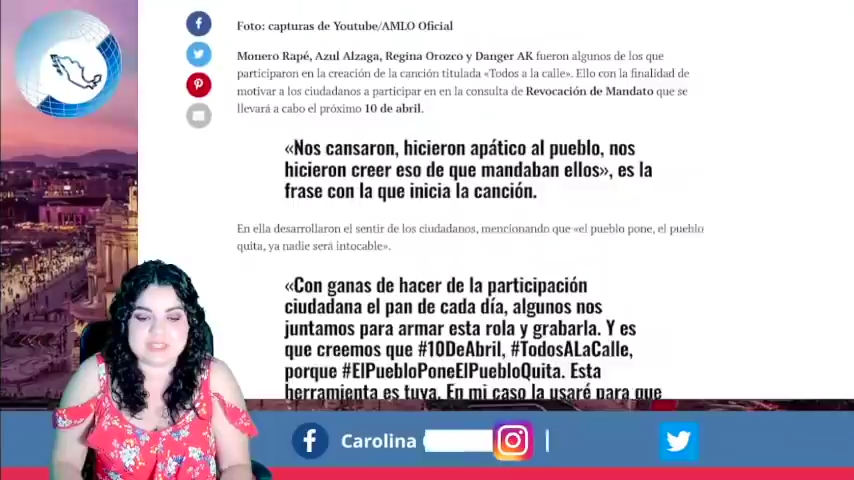 Foto: capturas de Youtube/AMLO Oficial
Monero Rapé, Azul Alzaga, Regina Orozco y Danger AK fueron algunos de los que
participaron en la creación de la canción titulada «Todos a la calle». Ello con la finalidad de
motivar a los ciudadanos a participar en en la consulta de Revocación de Mandato que se
llevará a cabo el próximo 10 de abril.
«Nos cansaron, hicieron apático al pueblo, nos
hicieron creer eso de que mandaban ellos», es la
frase con la que inicia la canción.
En ella desarrollaron el sentir de los ciudadanos, mencionando que «el pueblo pone, el pueblo
quita, ya nadie será intocable».
«Con ganas de hacer de la participación
ciudadana el pan de cada día, algunos nos
juntamos para armar esta rola y grabarla. Y es
que creemos que #10DeAbril, #TodosALaCalle,
porque #ElPuebloPoneElPuebloQuita. Esta
herramienta es tuya. En mi caso la usaré para que
Carolina